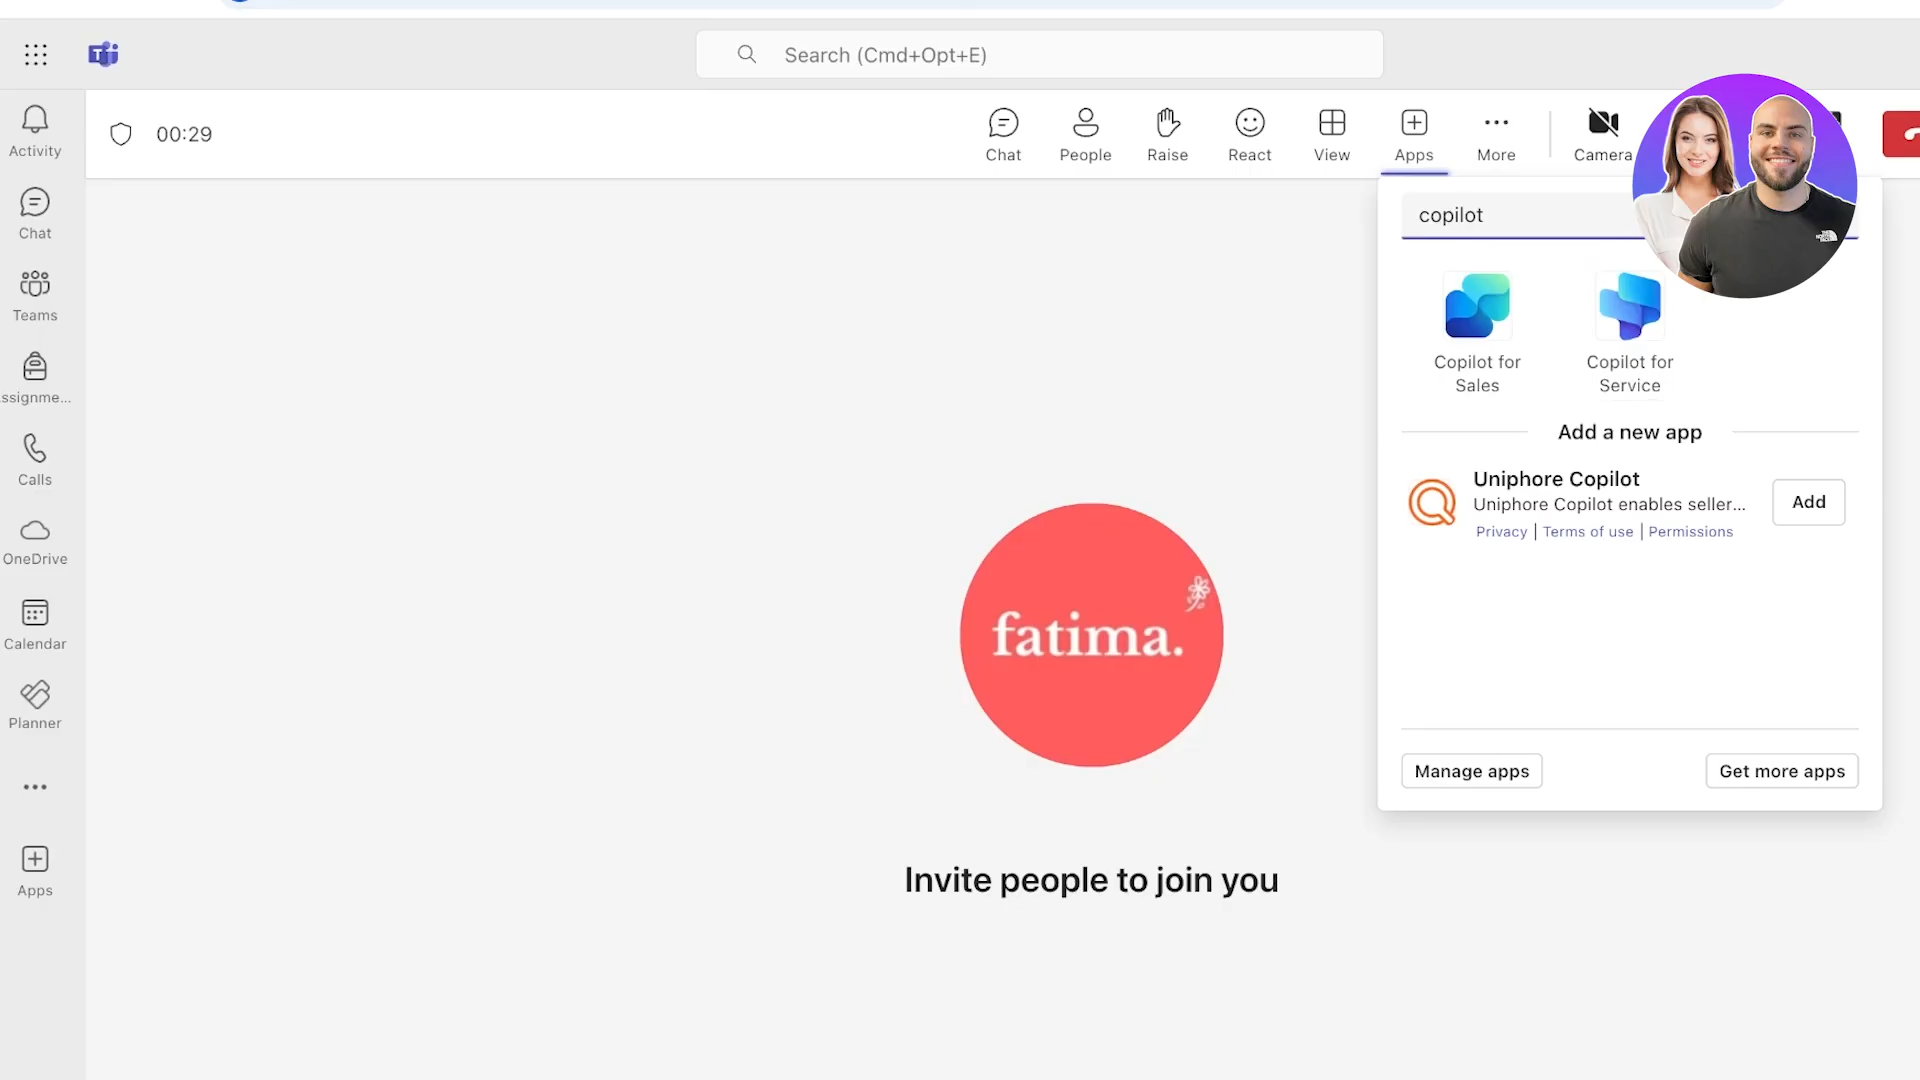 Search (Cmd+Opt+E)
00:29
Chat
People
Raise
React
View
Apps
More
Camera
Activity
Chat
Teams
ssignme...
Calls
OneDrive
Calendar
Planner
Apps
copilot
Copilot for
Sales
Copilot for
Service
Add a new app
Uniphore Copilot
Uniphore Copilot enables seller...
Add
Privacy | Terms of use | Permissions
Manage apps
Get more apps
fatima.
Invite people to join you